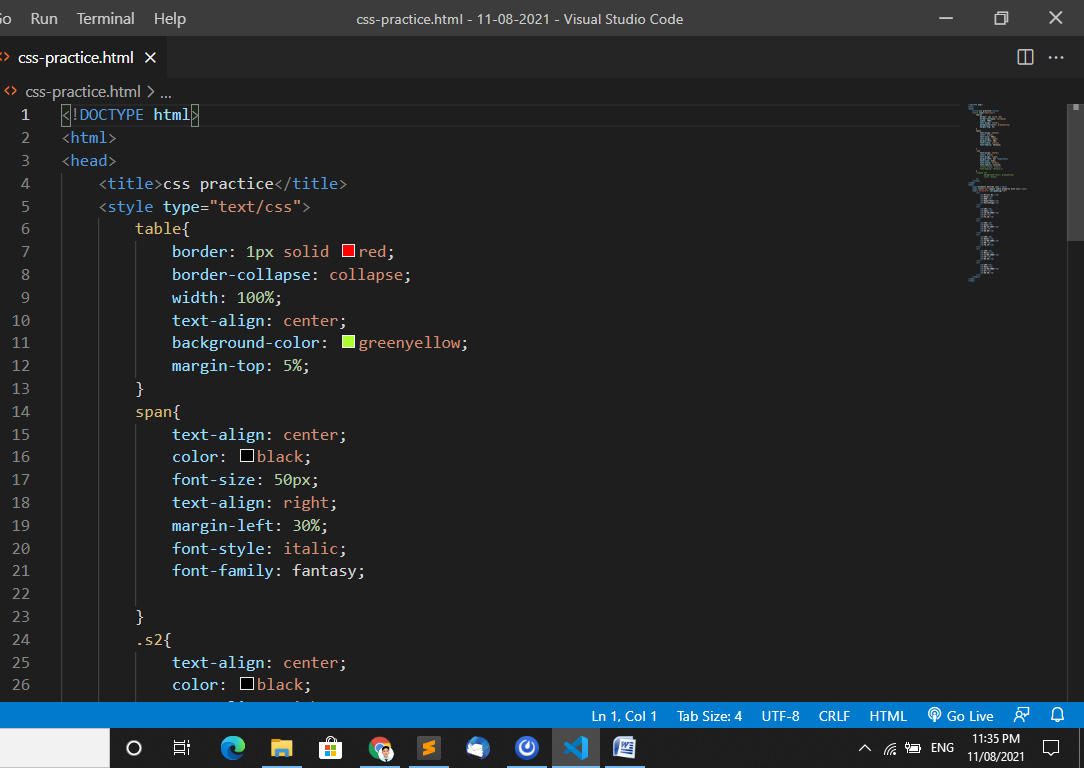 Run Terminal Help css-practice.html - 11-08-2021 - Visual Studio Code
css-practice.html
css-practice.html > ...
1 <!DOCTYPE html>
2 <html>
3 <head>
4 <title>css practice</title>
5 <style type="text/css">
6 table{
7 border: 1px solid red;
8 border-collapse: collapse;
9 width: 100%;
10 text-align: center;
11 background-color: greenyellow;
12 margin-top: 5%;
13 }
14 span{
15 text-align: center;
16 color: black;
17 font-size: 50px;
18 text-align: right;
19 margin-left: 30%;
20 font-style: italic;
21 font-family: fantasy;
22
23 }
24 .s2{
25 text-align: center;
26 color: black;
Ln 1, Col 1 Tab Size: 4 UTF-8 CRLF HTML Go Live
ENG 11:35 PM
11/08/2021